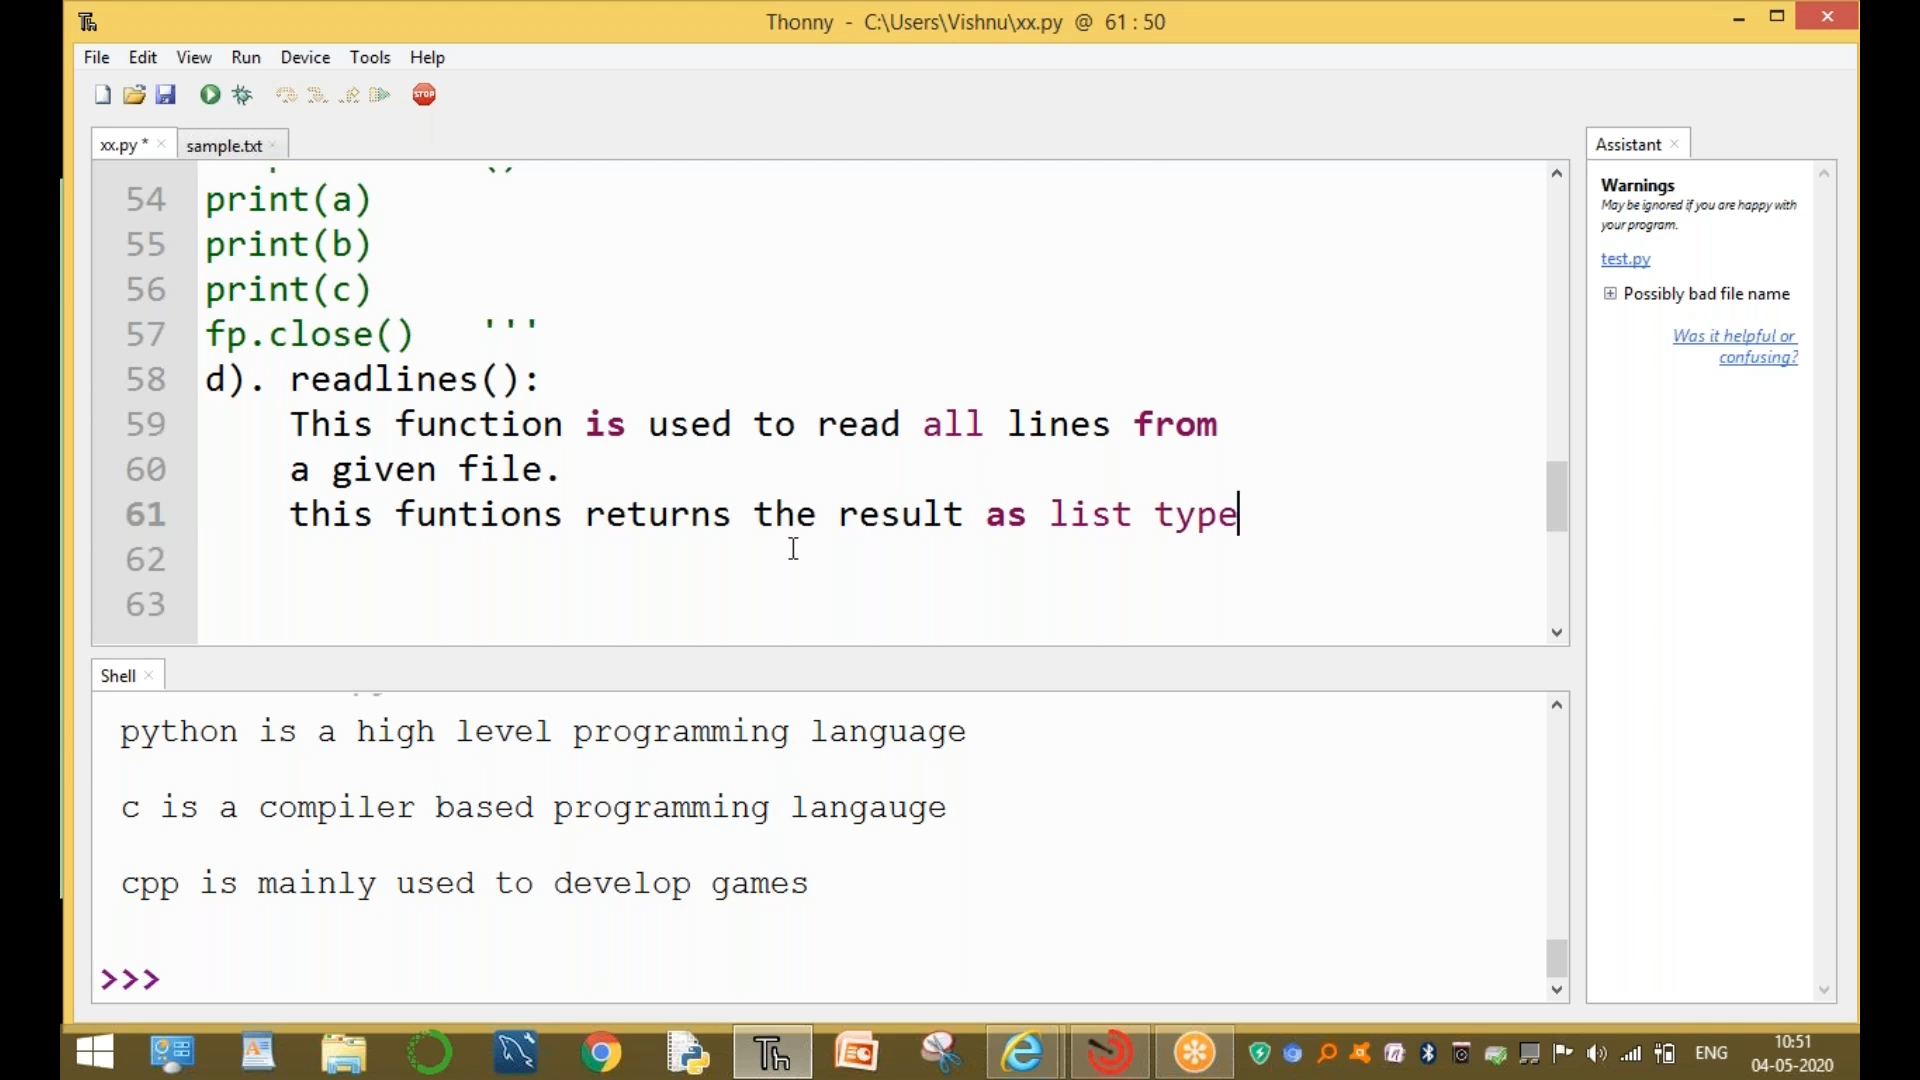 Thonny - C:\Users\Vishnu\xx.py @ 61 : 50
File Edit View Run Device Tools Help
STOP
xx.py * sample.txt
54 print(a)
55 print(b)
56 print(c)
57 fp.close() '''
58 d). readlines():
59 This function is used to read all lines from
60 a given file.
61 this funtions returns the result as list type
62
63
Assistant
Warnings
May be ignored if you are happy with
your program.
test.py
Possibly bad file name
Was it helpful or
confusing?
Shell
python is a high level programming language
c is a compiler based programming langauge
cpp is mainly used to develop games
>>>
ENG
10:51
04-05-2020